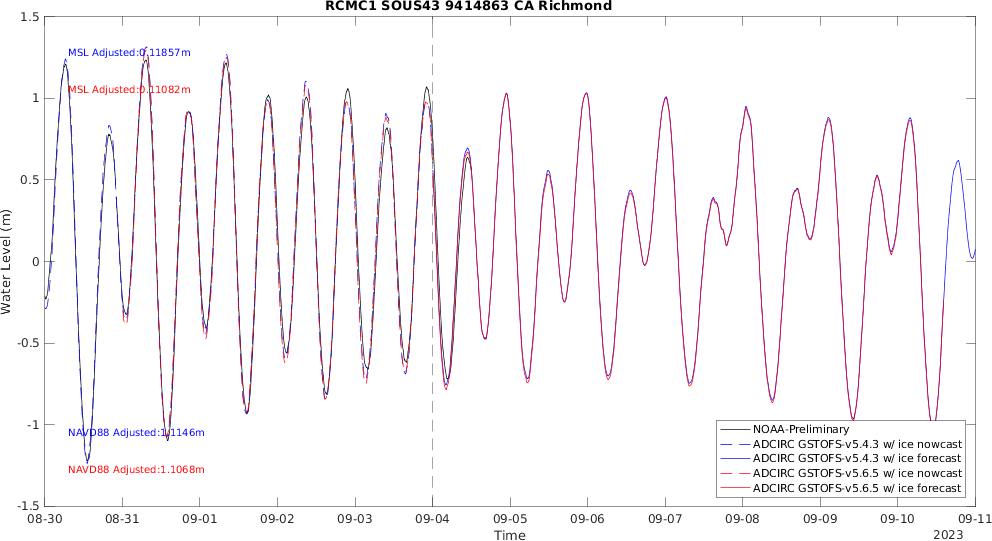 RCMC1 SOUS43 9414863 CA Richmond
1.5
1
0.5
0
-0.5
-1
-1.5
Water Level (m)
MSL Adjusted:0.11857m
MSL Adjusted:0.11082m
NAVD88 Adjusted:1.1146m
NAVD88 Adjusted:1.1068m
NOAA-Preliminary
ADCIRC GSTOFS-v5.4.3 w/ ice nowcast
ADCIRC GSTOFS-v5.4.3 w/ ice forecast
ADCIRC GSTOFS-v5.6.5 w/ ice nowcast
ADCIRC GSTOFS-v5.6.5 w/ ice forecast
08-30 08-31 09-01 09-02 09-03 09-04 09-05 09-06 09-07 09-08 09-09 09-10 09-11
Time
2023